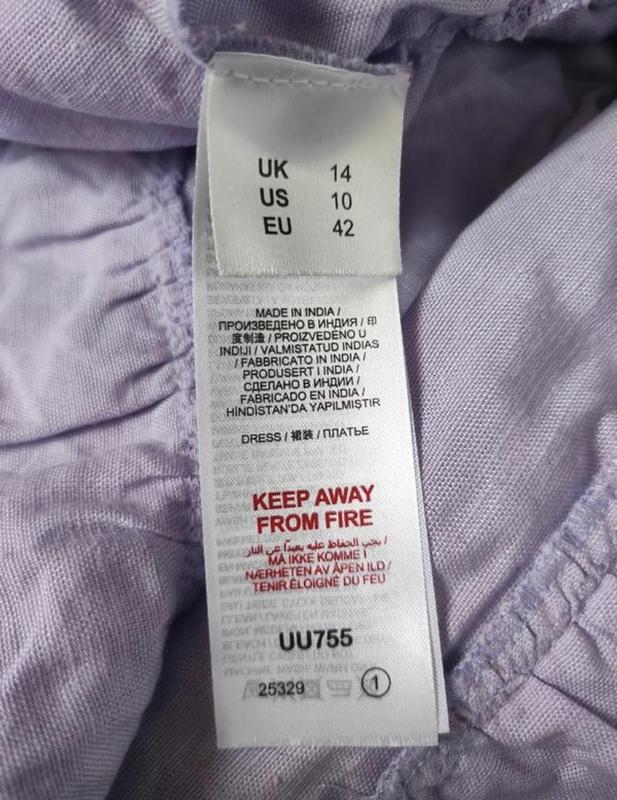 UK 14
US 10
EU 42
MADE IN INDIA /
ПРОИЗВЕДЕНО В ИНДИЯ / 印
度制造 / PROIZVEDENO U
INDIJI / VALMISTATUD INDIAS
/ FABBRICATO IN INDIA /
PRODUSERT I INDIA /
СДЕЛАНО В ИНДИИ /
FABRICADO EN INDIA /
HİNDİSTAN'DA YAPILMIŞTIR
DRESS / 裙装 / ПЛАТЬЕ
KEEP AWAY
FROM FIRE
/ يجب الحفاظ عليه بعيداً عن النار
MÅ IKKE KOMME I
NÆRHETEN AV ÅPEN ILD /
TENIR ÉLOIGNÉ DU FEU
UU755
25329 1